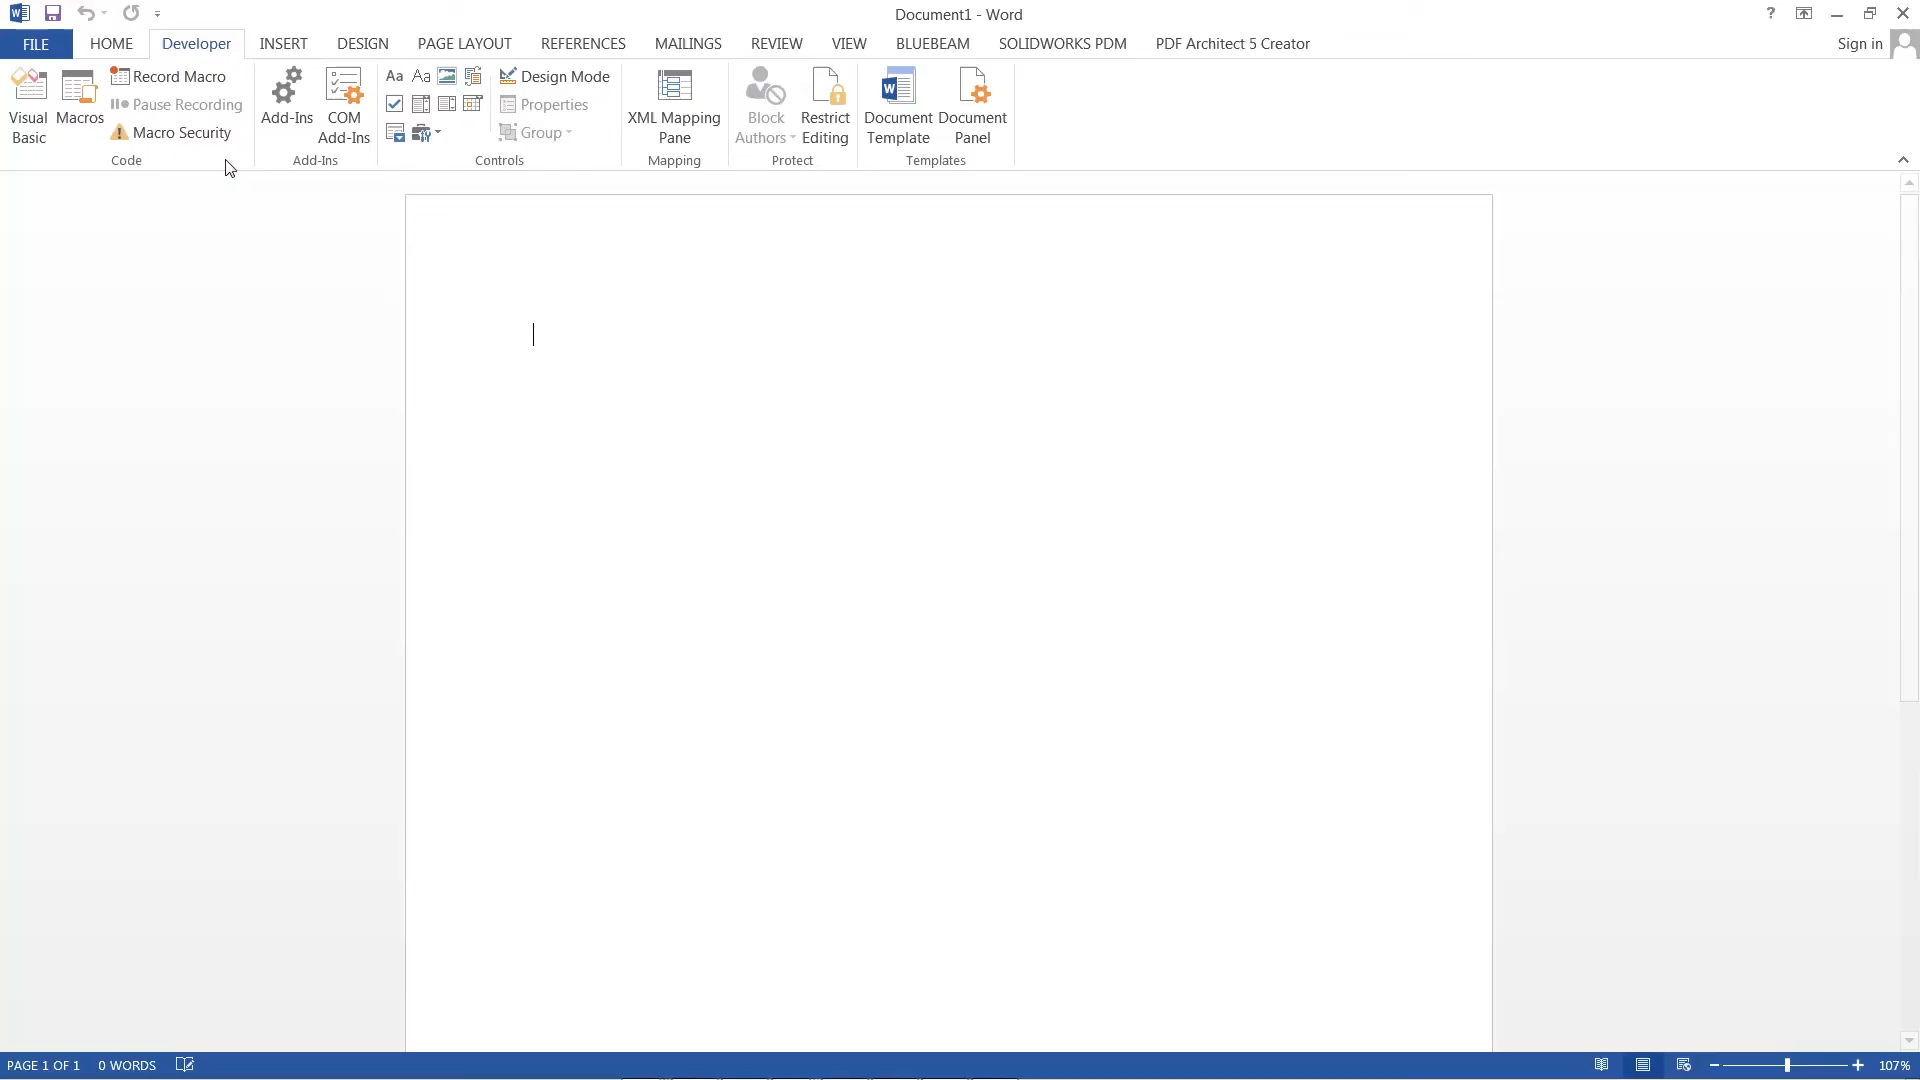 Document1 - Word
FILE HOME Developer INSERT DESIGN PAGE LAYOUT REFERENCES MAILINGS REVIEW VIEW BLUEBEAM SOLIDWORKS PDM PDF Architect 5 Creator Sign in
Visual Basic
Macros
Record Macro
Pause Recording
Macro Security
Code
Add-Ins
COM Add-Ins
Add-Ins
Aa Aa
Design Mode
Properties
Group
Controls
XML Mapping Pane
Mapping
Block Authors
Restrict Editing
Protect
Document Template
Document Panel
Templates
PAGE 1 OF 1 0 WORDS 107%